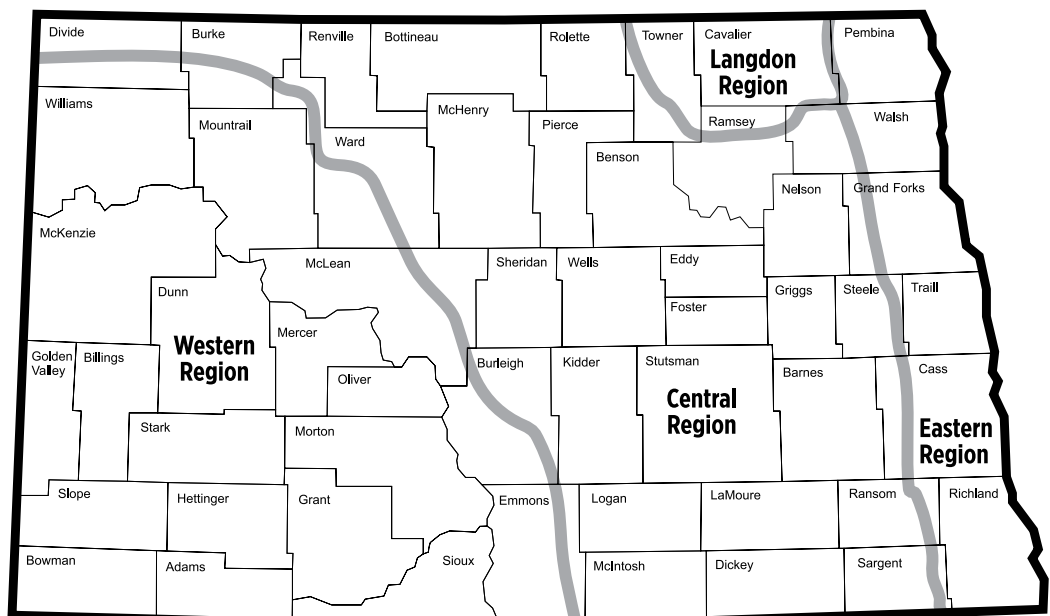 Divide
Burke
Renville
Bottineau
Rolette
Towner
Cavalier
Pembina
Langdon
Region
Williams
Mountrail
Ward
McHenry
Pierce
Benson
Ramsey
Walsh
Nelson
Grand Forks
McKenzie
McLean
Sheridan
Wells
Eddy
Foster
Griggs
Steele
Traill
Dunn
Mercer
Oliver
Western
Region
Golden
Valley
Billings
Burleigh
Kidder
Stutsman
Central
Region
Barnes
Cass
Eastern
Region
Stark
Morton
Slope
Hettinger
Grant
Emmons
Logan
LaMoure
Ransom
Richland
Bowman
Adams
Sioux
McIntosh
Dickey
Sargent